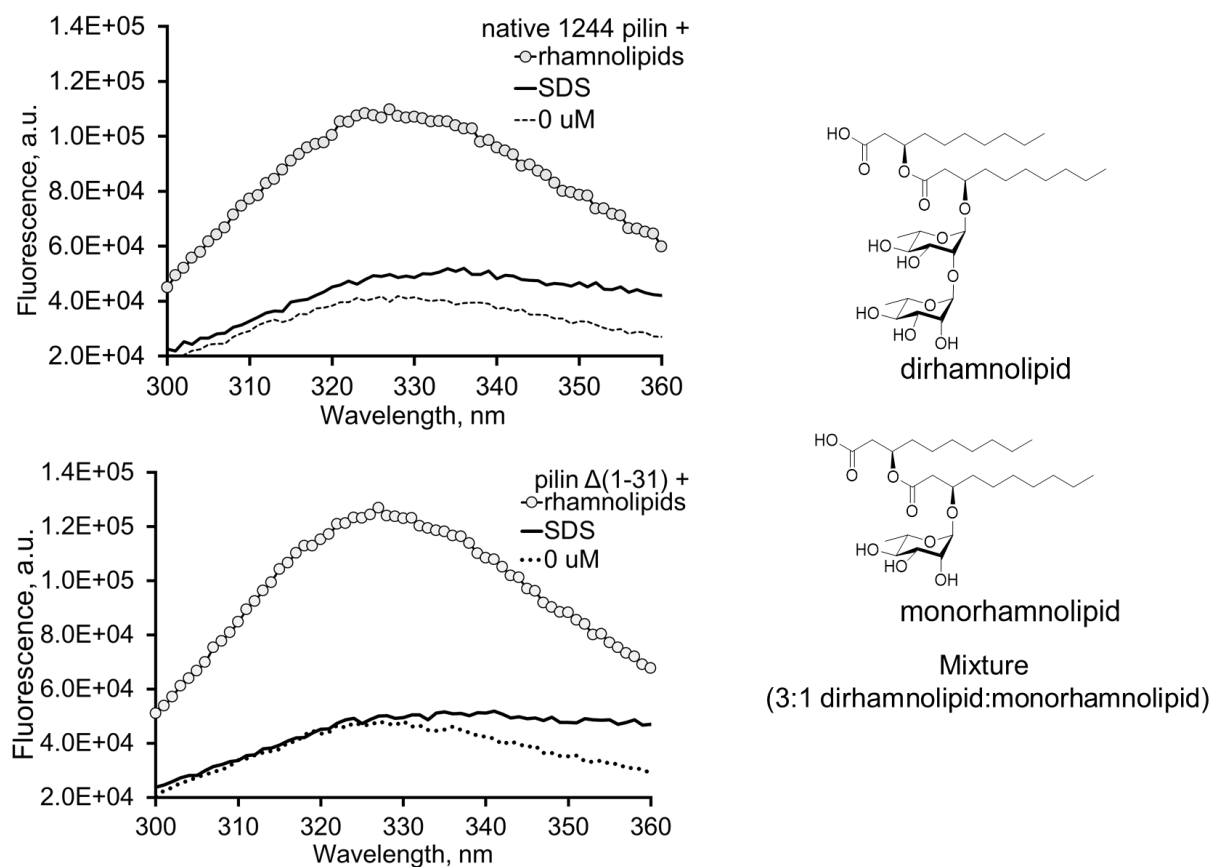 native 1244 pilin +
rhamnolipids
SDS
0 uM
1.4E+05
1.2E+05
1.0E+05
8.0E+04
6.0E+04
4.0E+04
2.0E+04
Fluorescence, a.u.
300 310 320 330 340 350 360
Wavelength, nm
pilin Δ(1-31) +
rhamnolipids
SDS
0 uM
1.4E+05
1.2E+05
1.0E+05
8.0E+04
6.0E+04
4.0E+04
2.0E+04
Fluorescence, a.u.
300 310 320 330 340 350 360
Wavelength, nm
HO
O
O
O
O
O
O
HO
HO
O
O
HO
HO
OH
dirhamnolipid
HO
O
O
O
O
O
HO
HO
OH
monorhamnolipid
Mixture
(3:1 dirhamnolipid:monorhamnolipid)